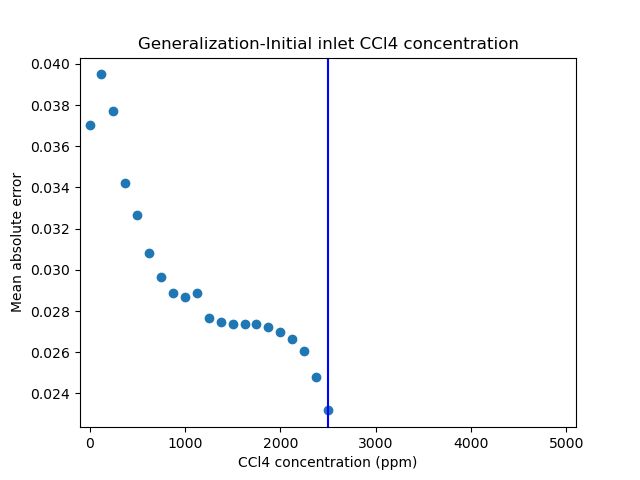 Generalization-Initial inlet CCl4 concentration
0.040
0.038
0.036
0.034
0.032
0.030
0.028
0.026
0.024
Mean absolute error
0 1000 2000 3000 4000 5000
CCl4 concentration (ppm)